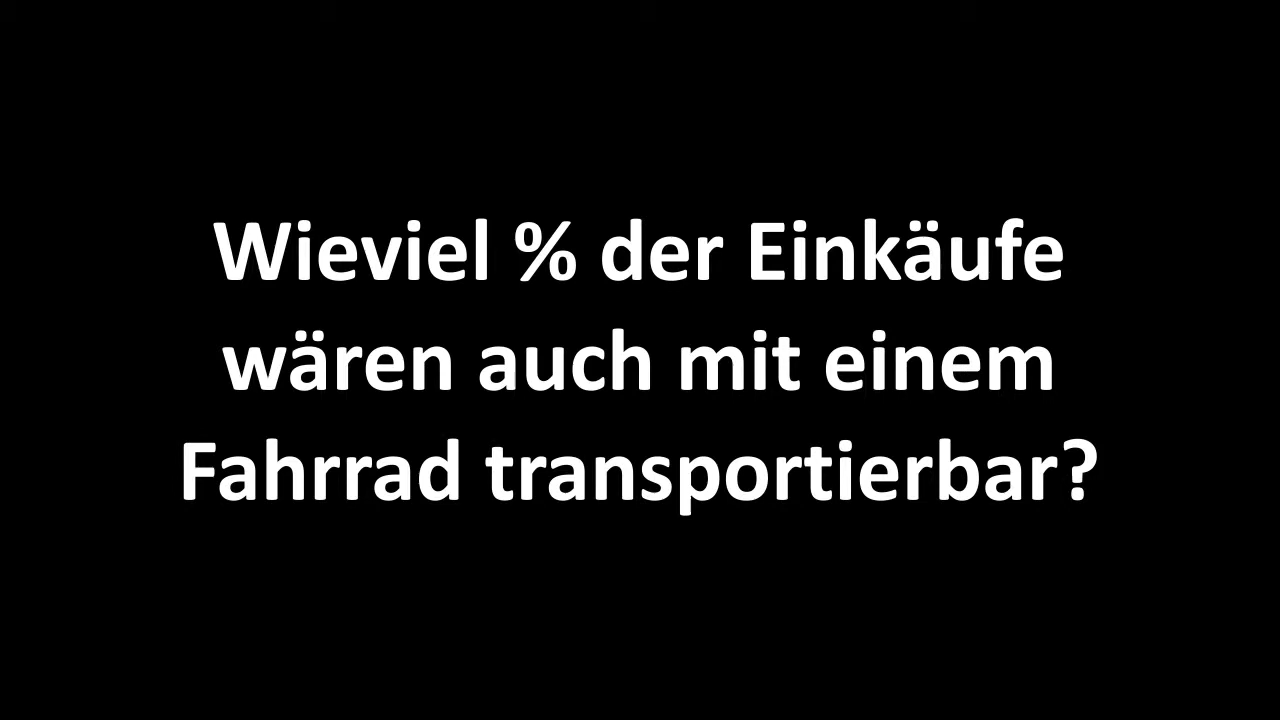 Wieviel % der Einkäufe
wären auch mit einem
Fahrrad transportierbar?